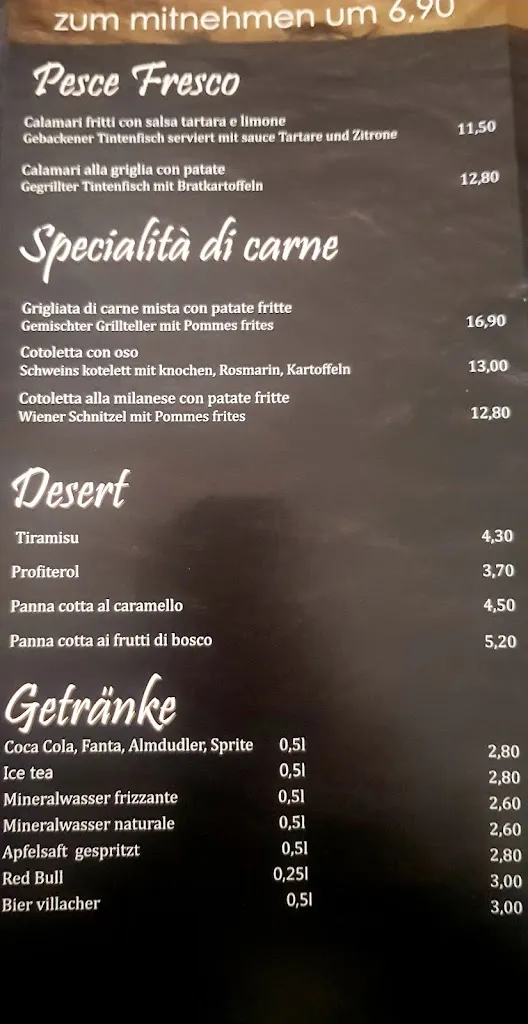 zum mitnehmen um 6,90
Pesce Fresco
Calamari fritti con salsa tartara e limone
Gebackener Tintenfisch serviert mit sauce Tartare und Zitrone 11,50
Calamari alla griglia con patate
Gegrillter Tintenfisch mit Bratkartoffeln 12,80
Specialità di carne
Grigliata di carne mista con patate fritte
Gemischter Grillteller mit Pommes frites 16,90
Cotoletta con oso
Schweins kotelett mit knochen, Rosmarin, Kartoffeln 13,00
Cotoletta alla milanese con patate fritte
Wiener Schnitzel mit Pommes frites 12,80
Desert
Tiramisu 4,30
Profiterol 3,70
Panna cotta al caramello 4,50
Panna cotta ai frutti di bosco 5,20
Getränke
Coca Cola, Fanta, Almdudler, Sprite 0,5l 2,80
Ice tea 0,5l 2,80
Mineralwasser frizzante 0,5l 2,60
Mineralwasser naturale 0,5l 2,60
Apfelsaft gespritzt 0,5l 2,80
Red Bull 0,25l 3,00
Bier villacher 0,5l 3,00